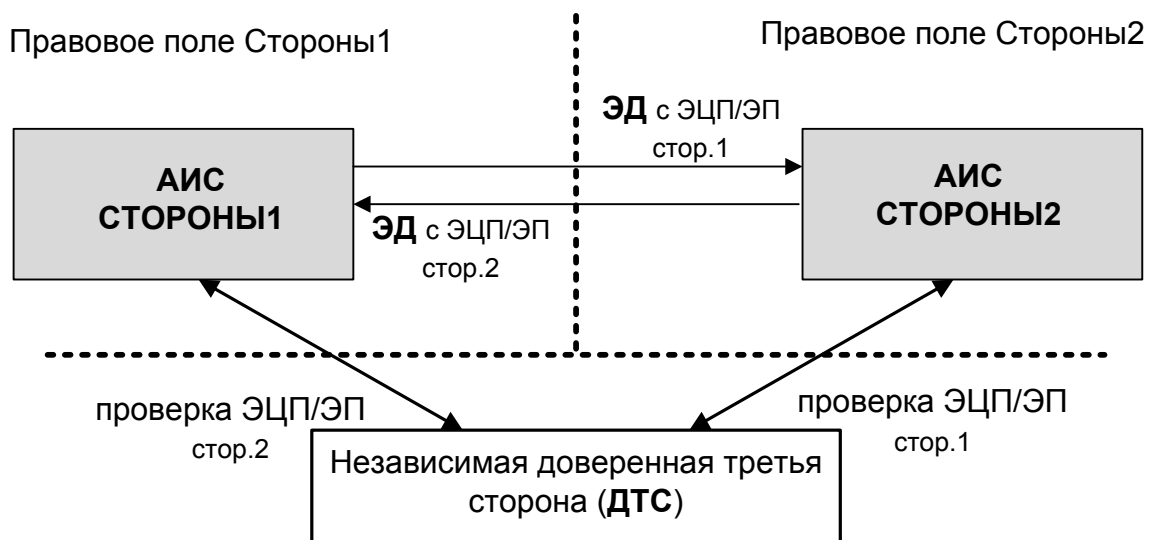 Правовое поле Стороны1
Правовое поле Стороны2
ЭД с ЭЦП/ЭП
стор.1
АИС
СТОРОНЫ1
АИС
СТОРОНЫ2
ЭД с ЭЦП/ЭП
стор.2
проверка ЭЦП/ЭП
стор.2
проверка ЭЦП/ЭП
стор.1
Независимая доверенная третья
сторона (ДТС)